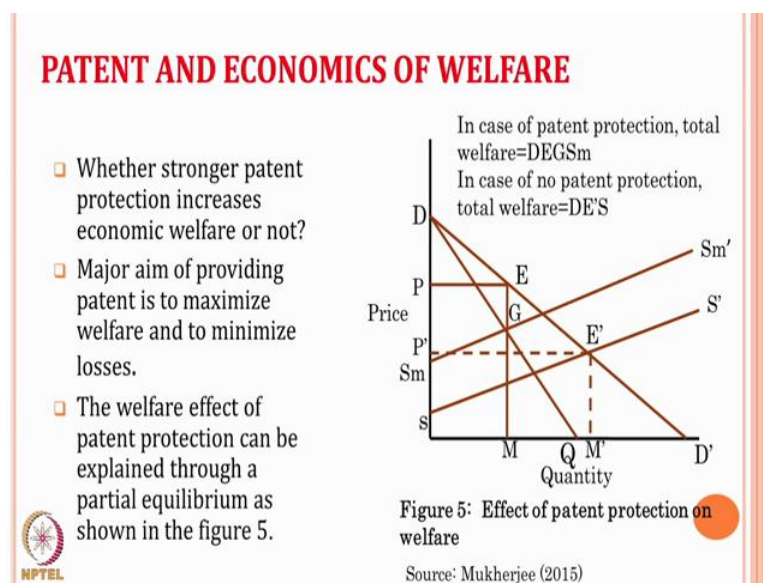 PATENT AND ECONOMICS OF WELFARE
Whether stronger patent
protection increases
economic welfare or not?
Major aim of providing
patent is to maximize
welfare and to minimize
losses.
The welfare effect of
patent protection can be
explained through a
partial equilibrium as
shown in the figure 5.
In case of patent protection, total
welfare=DEGSm
In case of no patent protection,
total welfare=DE'S
D
Sm'
P
E
S'
Price
G
E'
P'
Sm
s
M
Q
M'
D'
Quantity
Figure 5: Effect of patent protection on
welfare
Source: Mukherjee (2015)
NPTEL